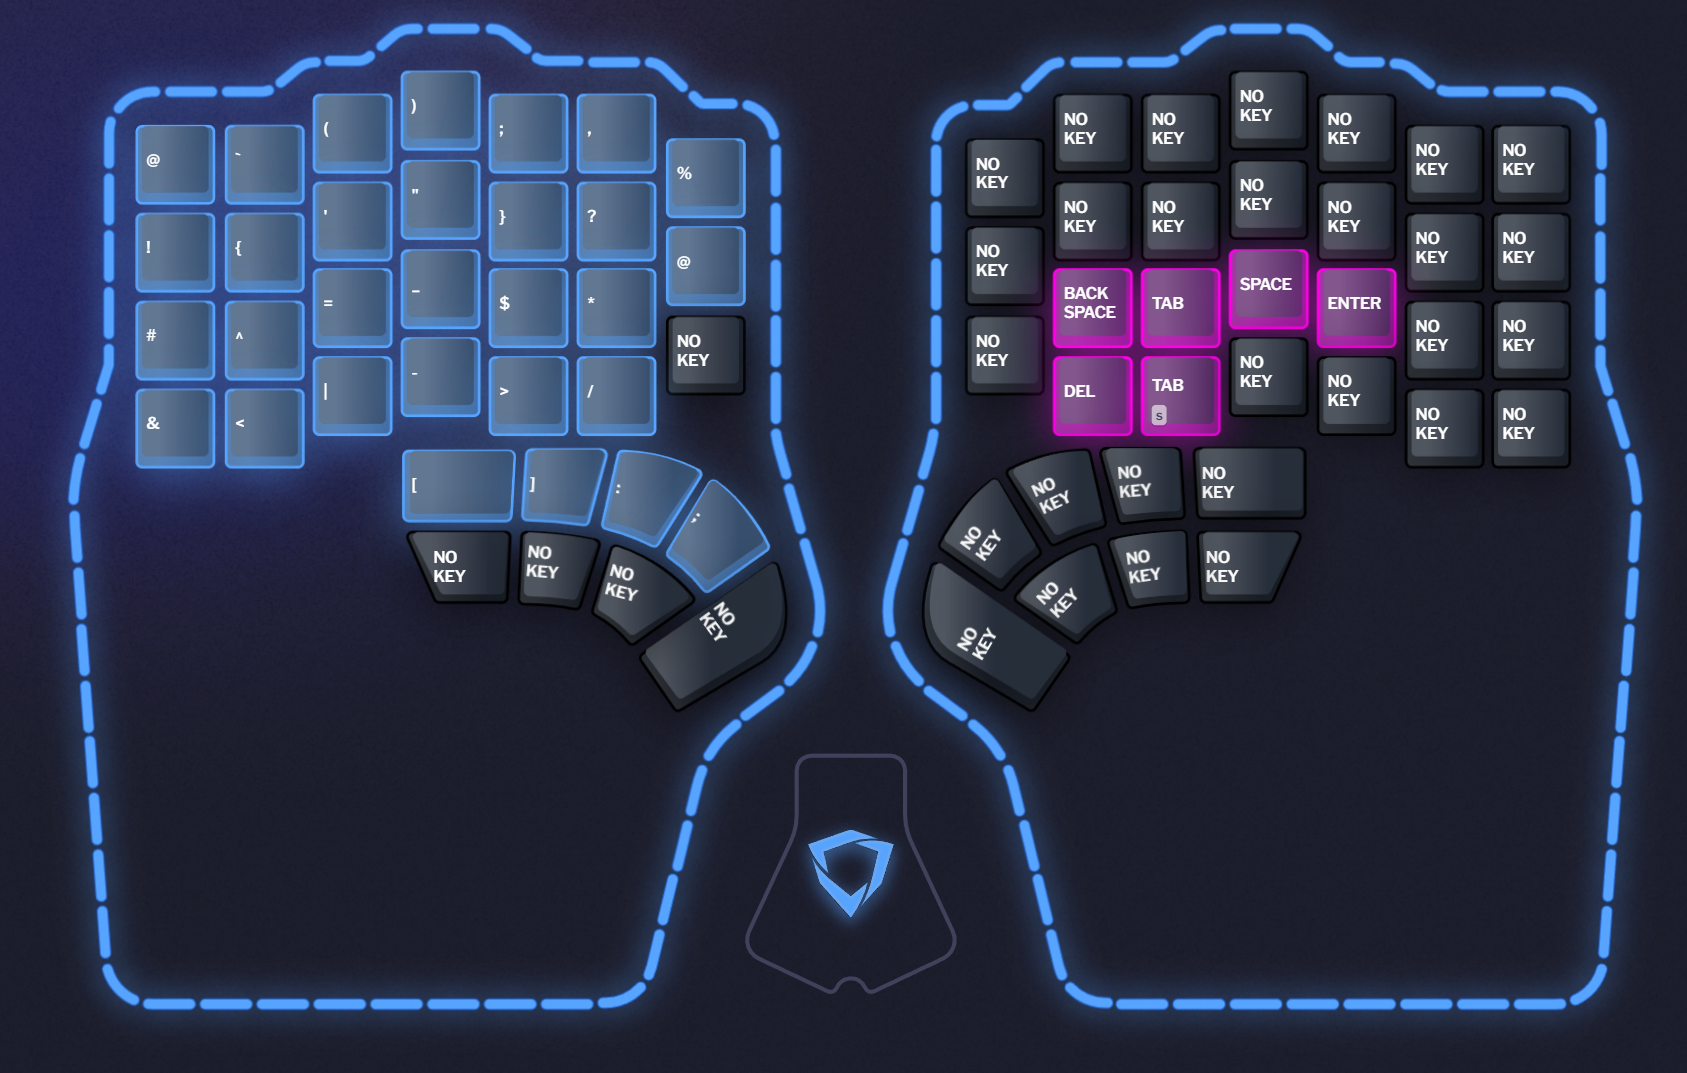 @
`
(
)
;
,
%
!
{
'
"
}
?
@
#
^
=
_
$
*
NO
KEY
&
<
|
-
>
/
[
]
:
;
NO
KEY
NO
KEY
NO
KEY
NO
KEY
NO
KEY
NO
KEY
NO
KEY
NO
KEY
NO
KEY
NO
KEY
NO
KEY
NO
KEY
NO
KEY
NO
KEY
NO
KEY
NO
KEY
NO
KEY
NO
KEY
NO
KEY
BACK
SPACE
TAB
SPACE
ENTER
NO
KEY
NO
KEY
DEL
TAB
s
NO
KEY
NO
KEY
NO
KEY
NO
KEY
NO
KEY
NO
KEY
NO
KEY
NO
KEY
NO
KEY
NO
KEY
NO
KEY
NO
KEY